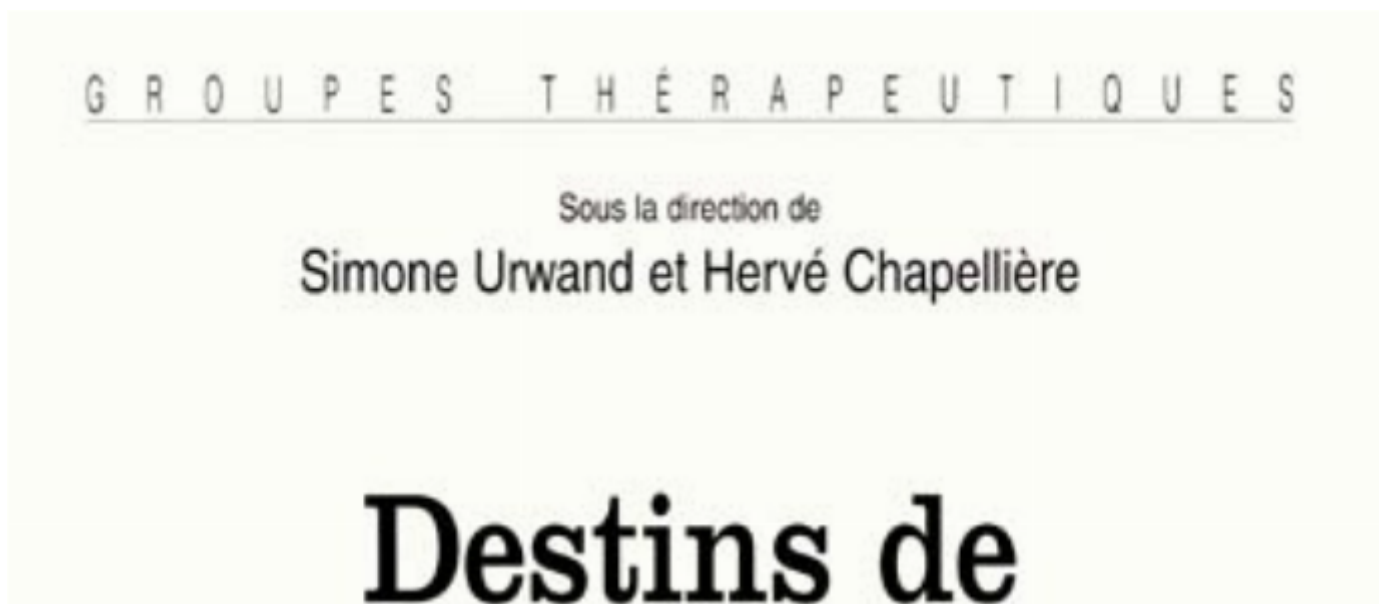 GROUPES THÉRAPEUTIQUES
Sous la direction de
Simone Urwand et Hervé Chapellière
Destins de